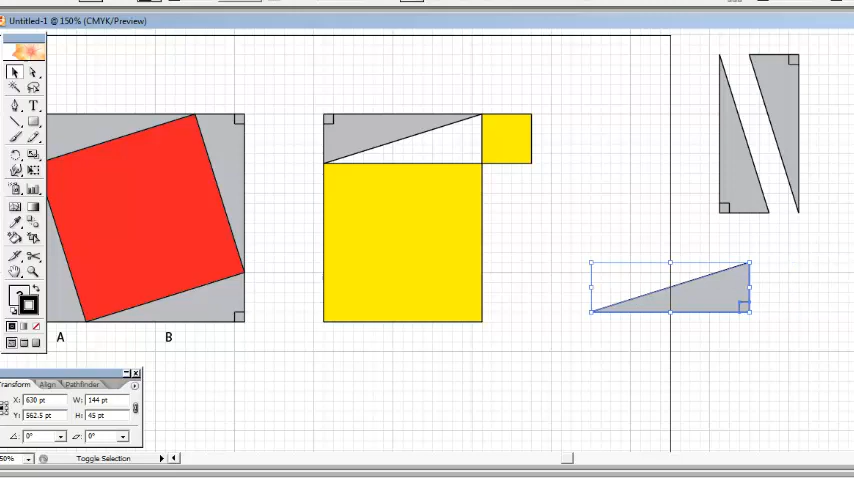 Untitled-1 @ 150% (CMYK/Preview)
T
A
B
Transform
Align
Pathfinder
X: 630 pt
W: 144 pt
Y: 562.5 pt
H: 45 pt
0°
0°
Toggle Selection